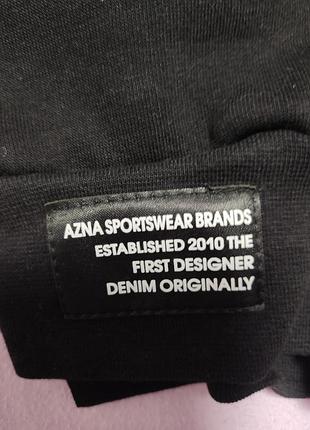 AZNA SPORTSWEAR BRANDS
ESTABLISHED 2010 THE
FIRST DESIGNER
DENIM ORIGINALLY